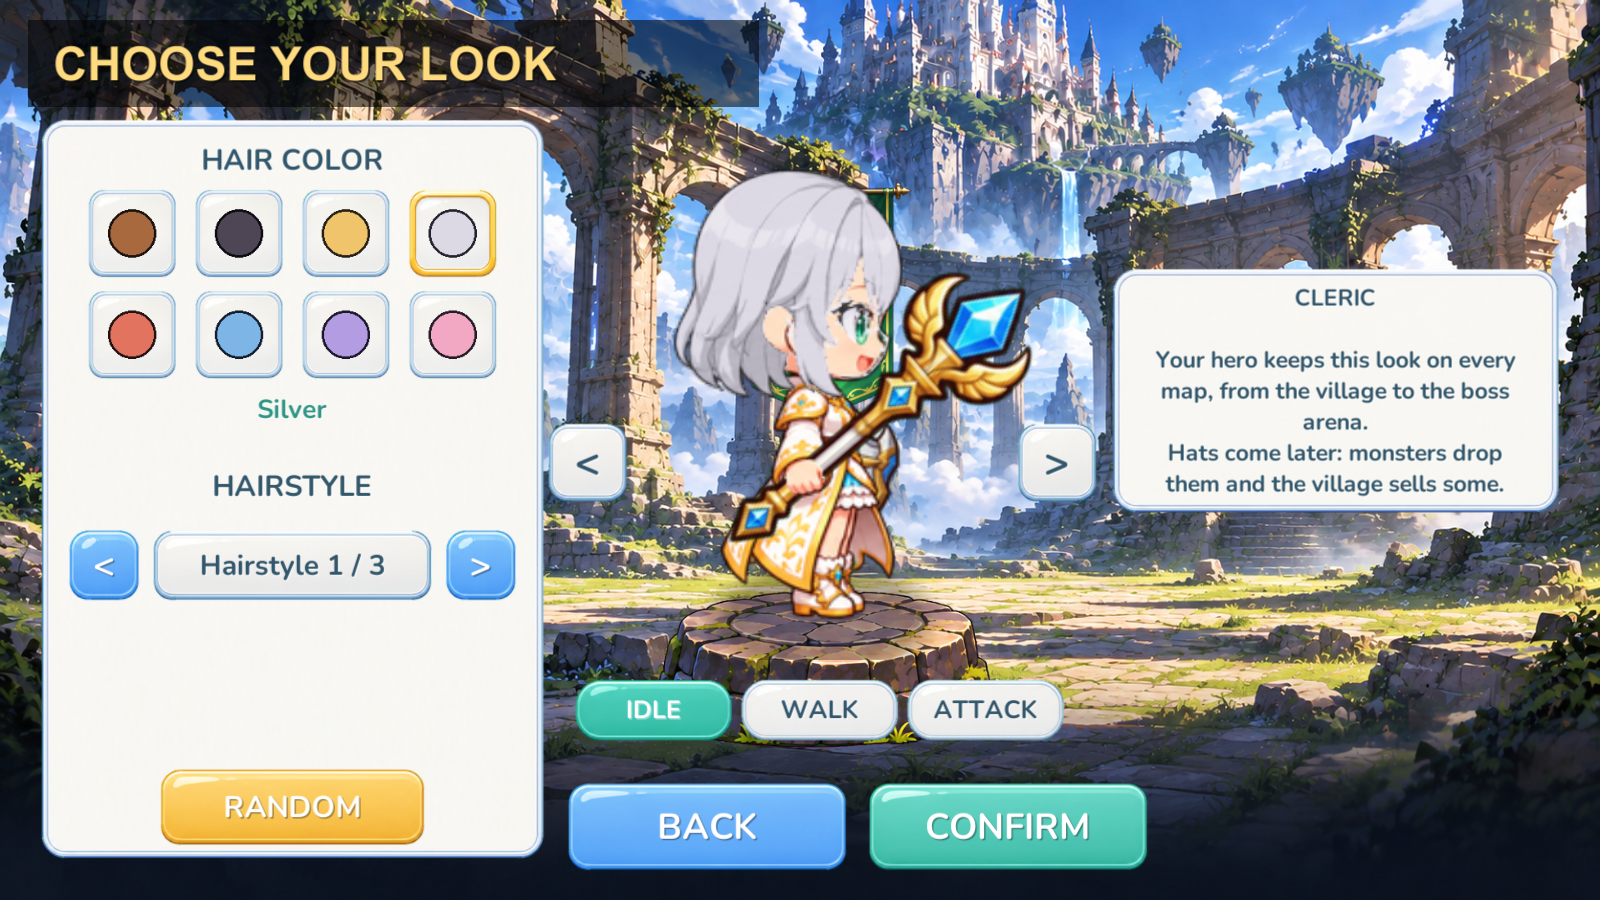 CHOOSE YOUR LOOK
HAIR COLOR
Silver
HAIRSTYLE
<
Hairstyle 1 / 3
>
RANDOM
<
>
IDLE
WALK
ATTACK
BACK
CONFIRM
CLERIC
Your hero keeps this look on every
map, from the village to the boss
arena.
Hats come later: monsters drop
them and the village sells some.